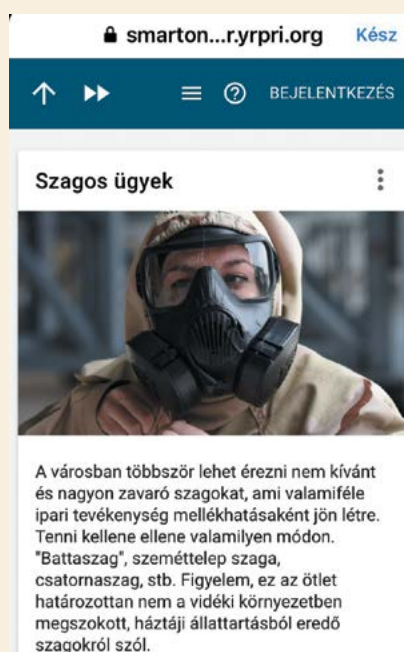 smarton...r.yrpri.org Kész
BEJELENTKEZÉS
Szagos ügyek
A városban többször lehet érezni nem kívánt
és nagyon zavaró szagokat, ami valamiféle
ipari tevékenység mellékhatásaként jön létre.
Tenni kellene ellene valamilyen módon.
"Battaszag", szeméttelep szaga,
csatornaszag, stb. Figyelem, ez az ötlet
határozottan nem a vidéki környezetben
megszokott, háztáji állattartásból eredő
szagokról szól.